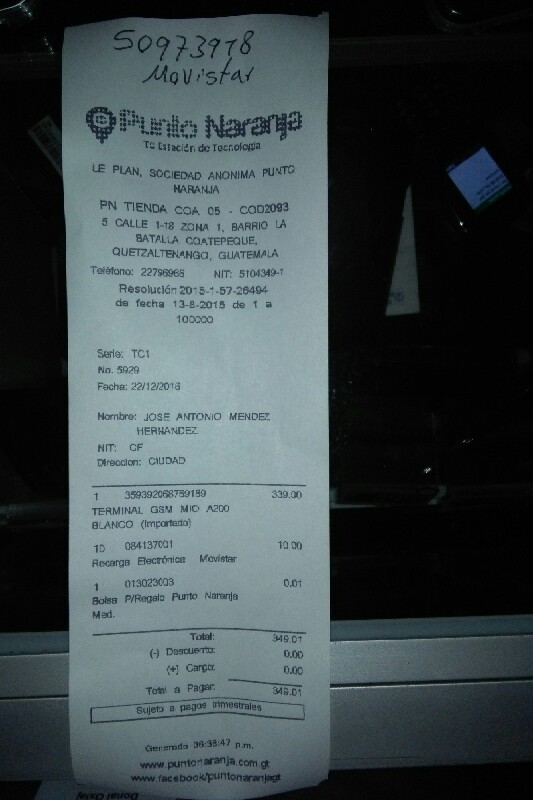 50973978
Movistar
Punto Naranja
Tu Estación de Tecnología
LE PLAN, SOCIEDAD ANONIMA PUNTO
NARANJA
PN TIENDA COA 05 - COD2093
5 CALLE 1-18 ZONA 1, BARRIO LA
BATALLA COATEPEQUE,
QUETZALTENANGO, GUATEMALA
Teléfono: 22796966 NIT: 5104349-1
Resolución 2015-1-57-26494
de fecha 13-8-2015 de 1 a
100000
Serie: TC1
No. 5929
Fecha: 22/12/2016
Nombre: JOSE ANTONIO MENDEZ
HERNANDEZ
NIT: CF
Direccion: CIUDAD
1 359392068769189 339.00
TERMINAL GSM MIO A200
BLANCO (Importado)
10 084137001 10.00
Recarga Electrónica Movistar
1 013023003 0.01
Bolsa P/Regalo Punto Naranja
Med.
Total: 349.01
(-) Descuento: 0.00
(+) Cargo: 0.00
Total a Pagar: 349.01
Sujeto a pagos trimestrales
Generado 06:38:47 p.m.
www.puntonaranja.com.gt
www.facebook/puntonaranjagt